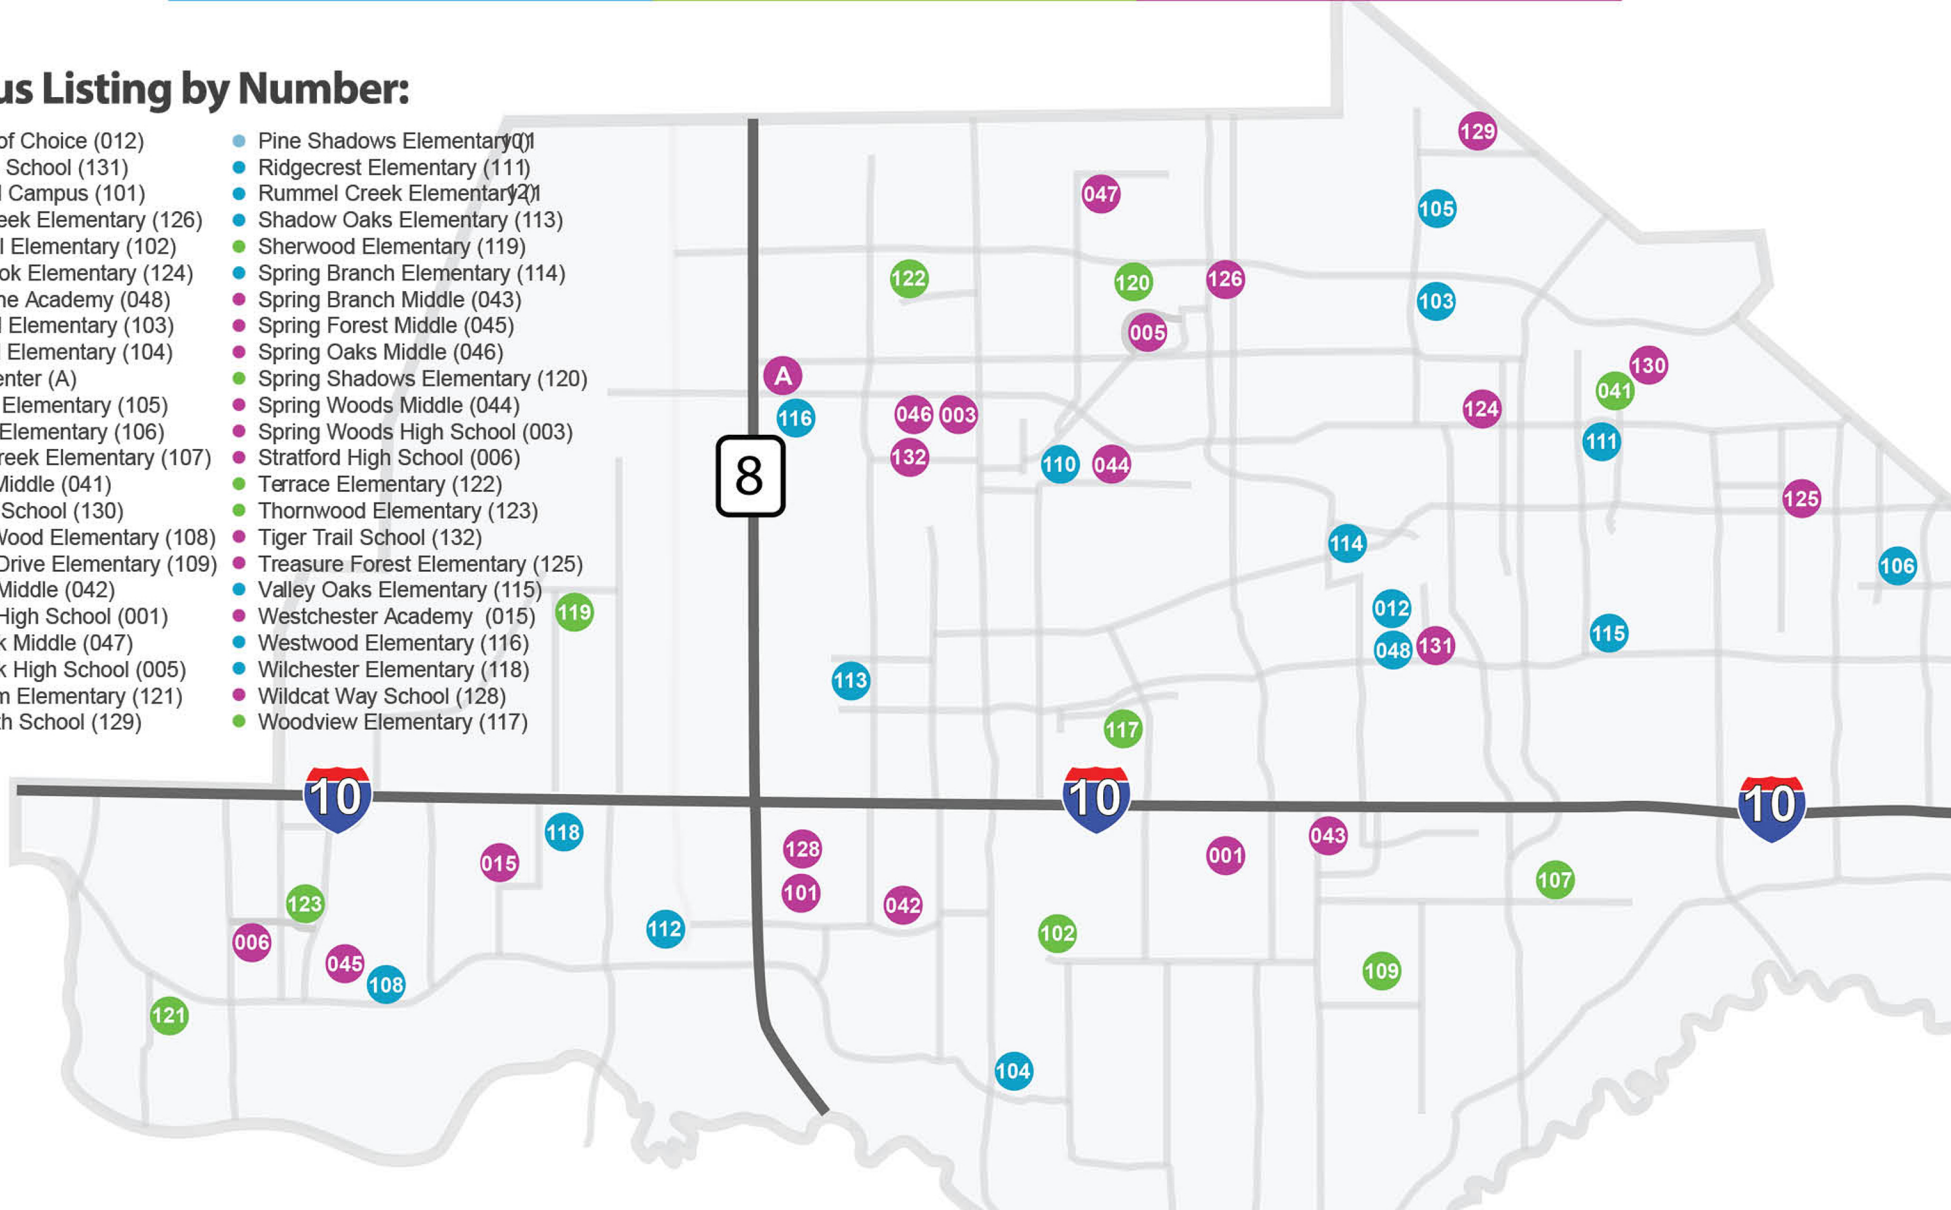 us Listing by Number:
of Choice (012)
School (131)
Campus (101)
eek Elementary (126)
l Elementary (102)
ok Elementary (124)
ne Academy (048)
l Elementary (103)
l Elementary (104)
enter (A)
Elementary (105)
Elementary (106)
reek Elementary (107)
Middle (041)
School (130)
Wood Elementary (108)
Drive Elementary (109)
Middle (042)
High School (001)
k Middle (047)
k High School (005)
m Elementary (121)
th School (129)
Pine Shadows Elementary
Ridgecrest Elementary (111)
Rummel Creek Elementary
Shadow Oaks Elementary (113)
Sherwood Elementary (119)
Spring Branch Elementary (114)
Spring Branch Middle (043)
Spring Forest Middle (045)
Spring Oaks Middle (046)
Spring Shadows Elementary (120)
Spring Woods Middle (044)
Spring Woods High School (003)
Stratford High School (006)
Terrace Elementary (122)
Thornwood Elementary (123)
Tiger Trail School (132)
Treasure Forest Elementary (125)
Valley Oaks Elementary (115)
Westchester Academy (015)
Westwood Elementary (116)
Wilchester Elementary (118)
Wildcat Way School (128)
Woodview Elementary (117)
129
047
105
122
120
126
103
005
130
A
041
124
116
046
003
111
132
110
044
8
125
114
106
119
012
115
048
131
113
117
10
10
10
118
043
128
001
015
107
101
123
042
112
102
006
045
109
108
121
104